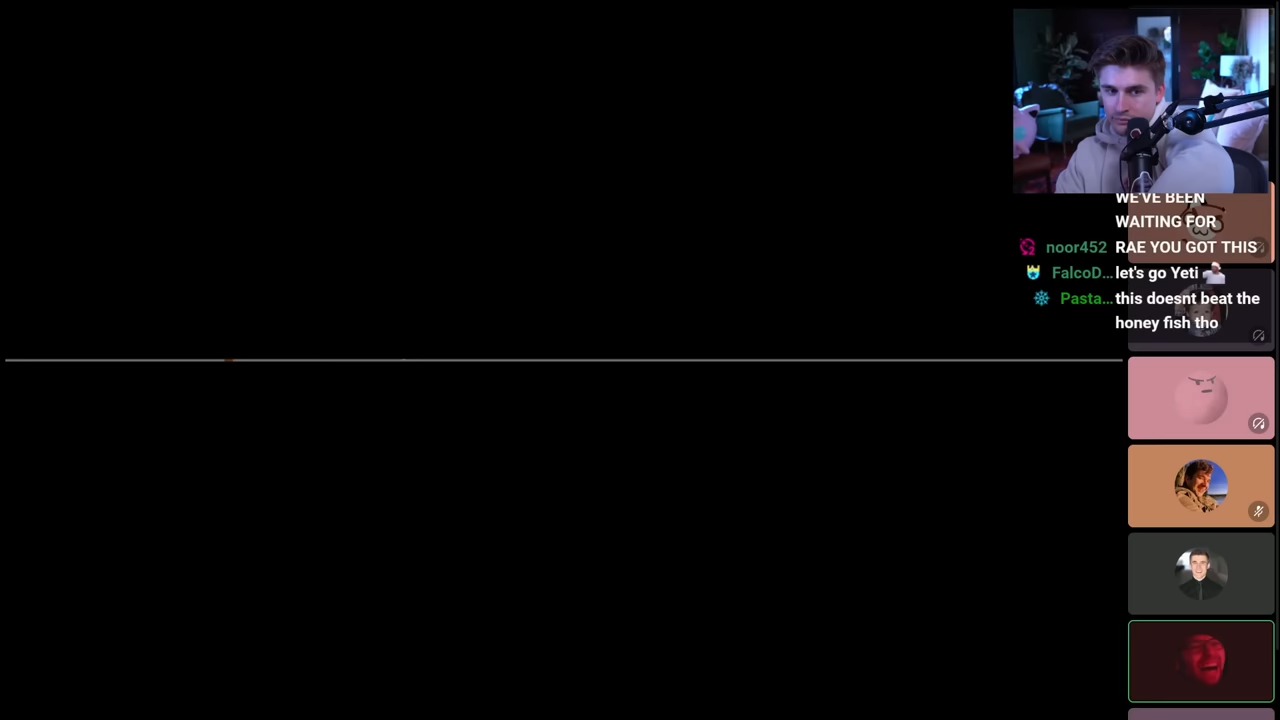 WE'VE BEEN
WAITING FOR
noor452 RAE YOU GOT THIS
FalcoD... let's go Yeti
Pasta... this doesnt beat the
honey fish tho